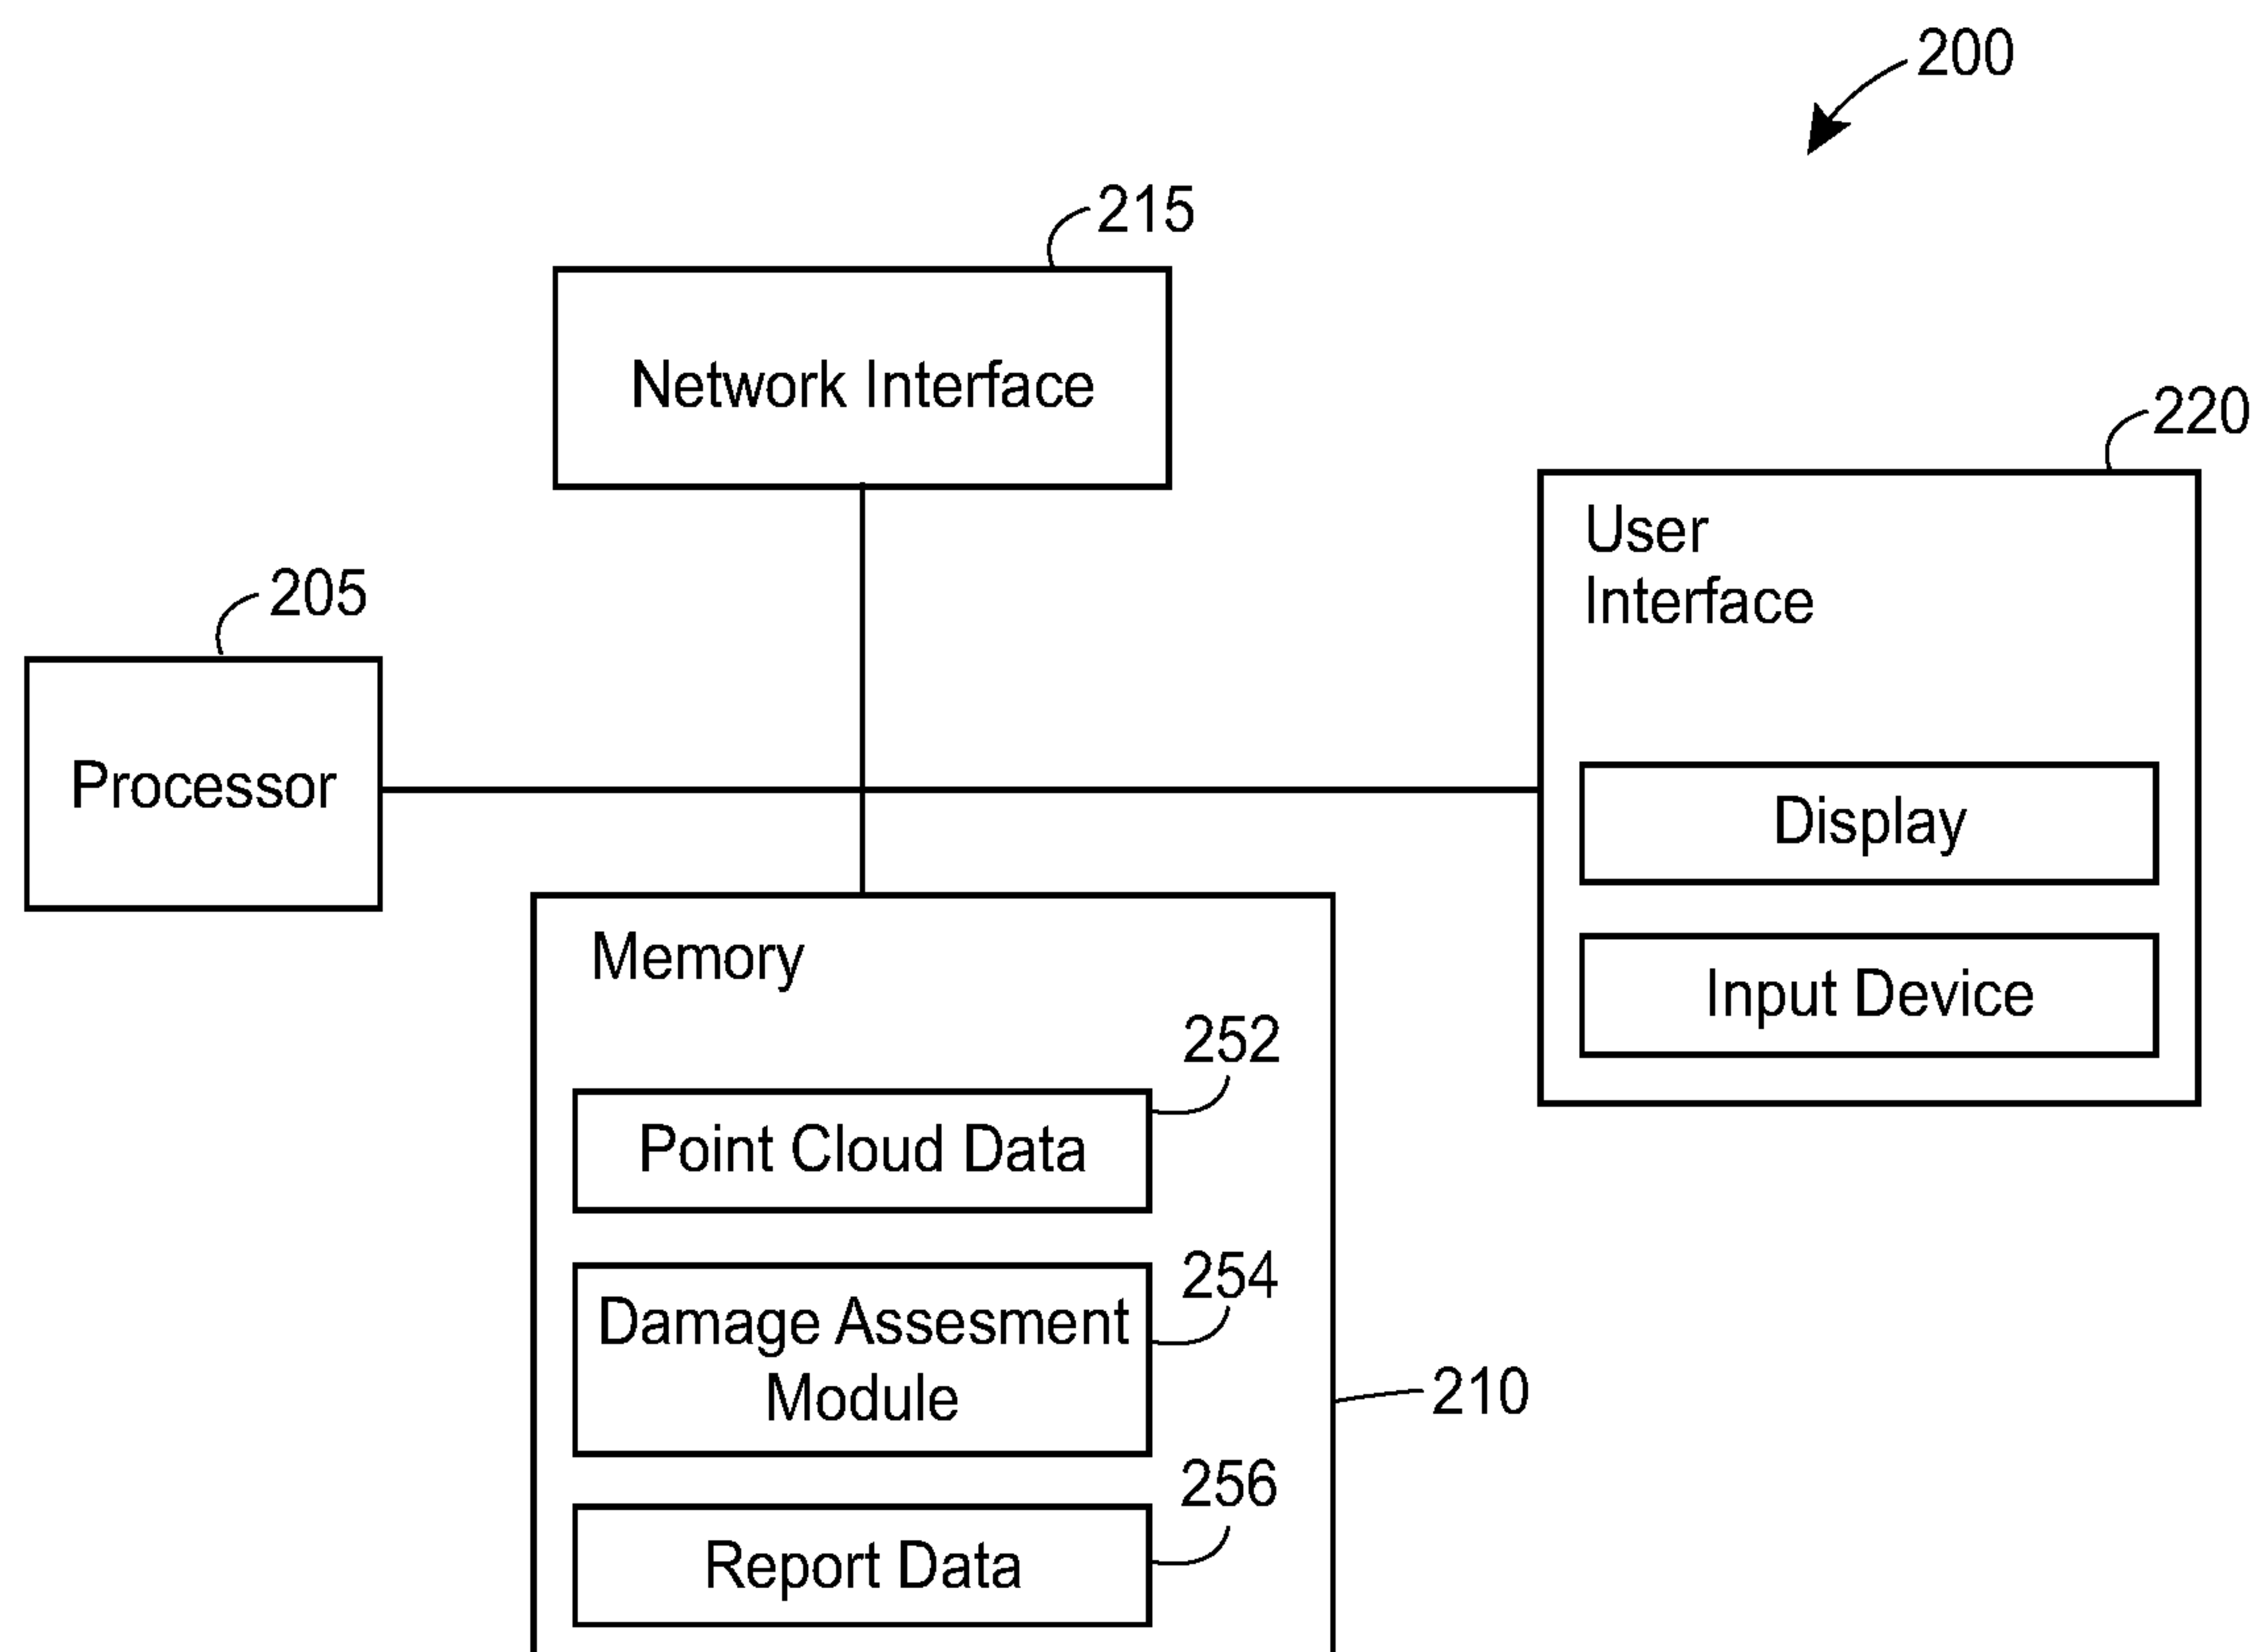 200
215
Network Interface
220
User
Interface
205
Processor
Display
Input Device
Memory
252
Point Cloud Data
254
Damage Assesment
Module
210
256
Report Data